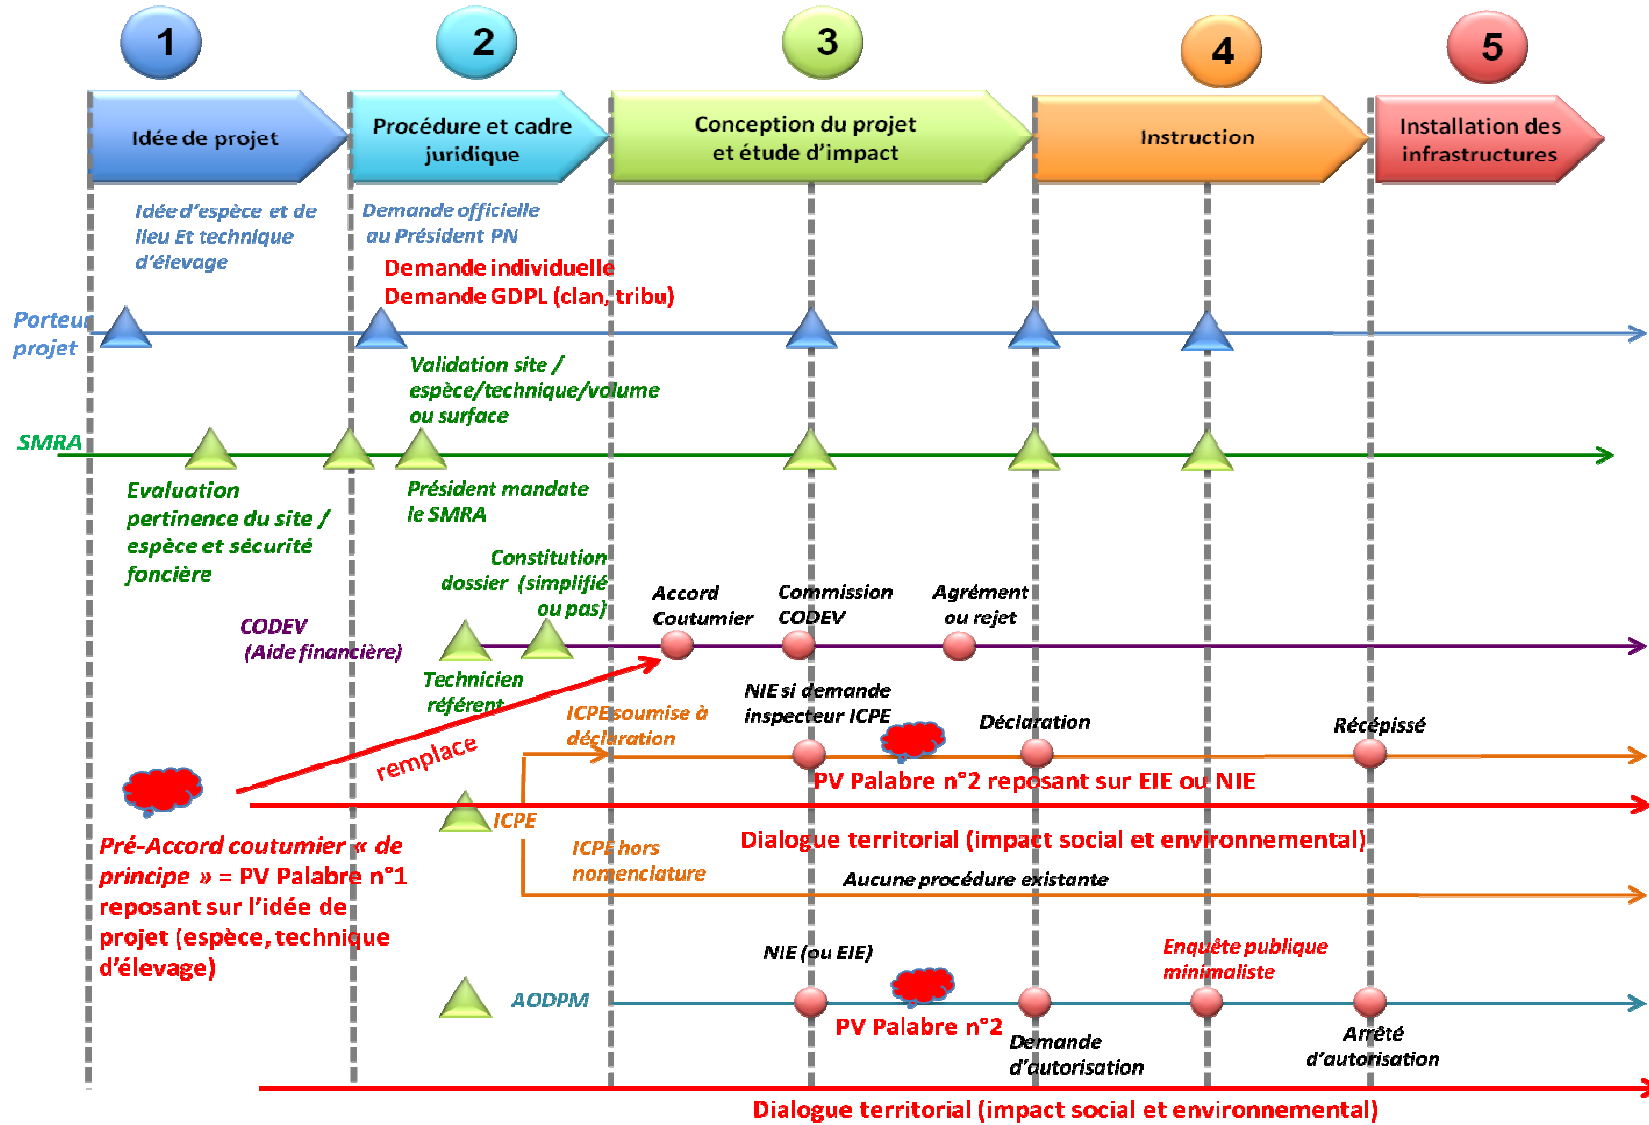 1
2
3
4
5
Idée de projet
Procédure et cadre
juridique
Conception du projet
et étude d'impact
Instruction
Installation des
infrastructures
Idée d'espèce et de
lieu Et technique
d'élevage
Demande officielle
au Président PN
Demande individuelle
Demande GDPL (clan, tribu)
Porteur
projet
Validation site /
espèce/technique/volume
ou surface
SMRA
Evaluation
pertinence du site /
espèce et sécurité
foncière
Président mandate
le SMRA
Constitution
dossier (simplifié
ou pas)
Accord
Coutumier
Commission
CODEV
Agrément
ou rejet
CODEV
(Aide financière)
Technicien
référent
NIE si demande
inspecteur ICPE
ICPE soumise à
déclaration
Déclaration
Récépissé
remplace
PV Palabre n°2 reposant sur EIE ou NIE
ICPE
Dialogue territorial (impact social et environnemental)
Pré-Accord coutumier « de
principe » = PV Palabre n°1
reposant sur l'idée de
projet (espèce, technique
d'élevage)
ICPE hors
nomenclature
Aucune procédure existante
NIE (ou EIE)
Enquête publique
minimaliste
AODPM
PV Palabre n°2
Demande
d'autorisation
Arrêté
d'autorisation
Dialogue territorial (impact social et environnemental)